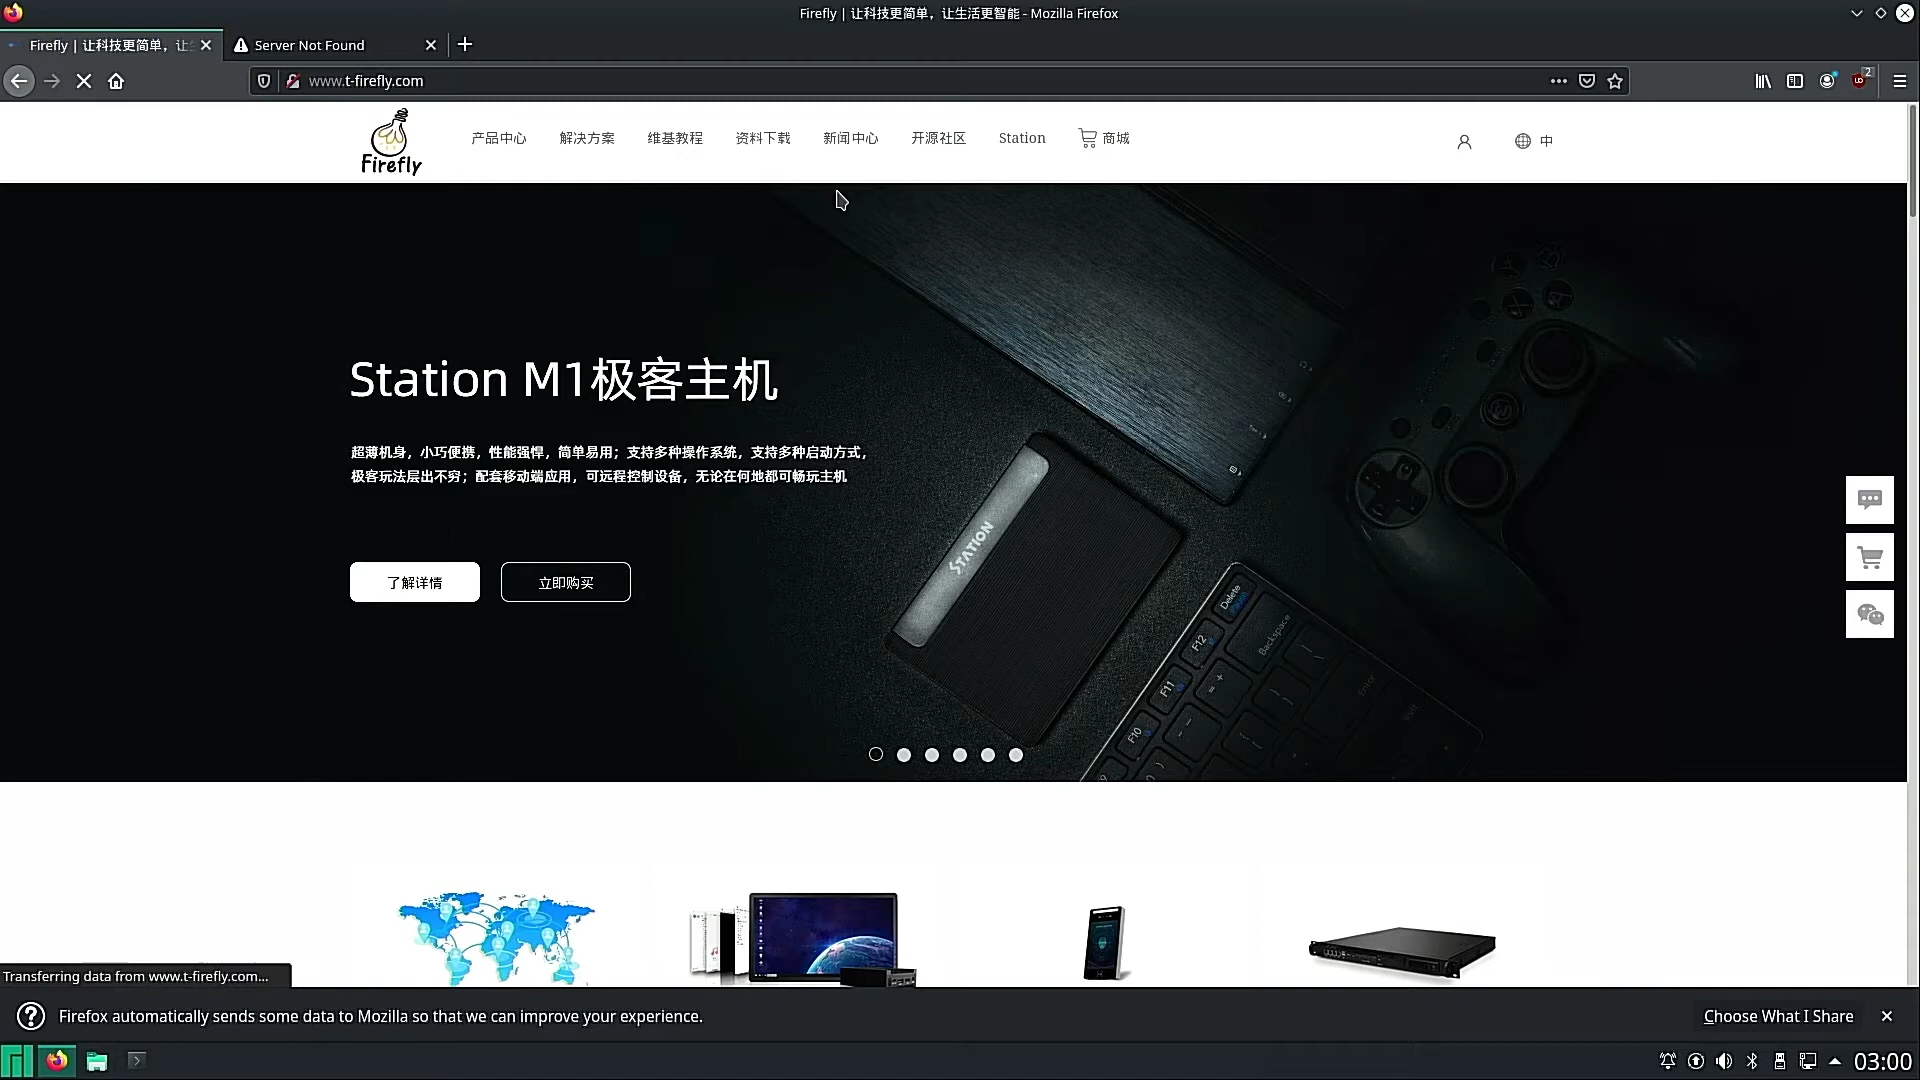 Firefly | 让科技更简单，让生活更智能 - Mozilla Firefox
Firefly | 让科技更简单，让
Server Not Found
www.t-firefly.com
2
Firefly
产品中心
解决方案
维基教程
资料下载
新闻中心
开源社区
Station
商城
中
Station M1极客主机
超薄机身，小巧便携，性能强悍，简单易用；支持多种操作系统，支持多种启动方式，
极客玩法层出不穷；配套移动端应用，可远程控制设备，无论在何地都可畅玩主机
了解详情
立即购买
STATION
Delete
F12
Backspace
F11
Enter
F10
Transferring data from www.t-firefly.com...
Firefox automatically sends some data to Mozilla so that we can improve your experience.
Choose What I Share
03:00